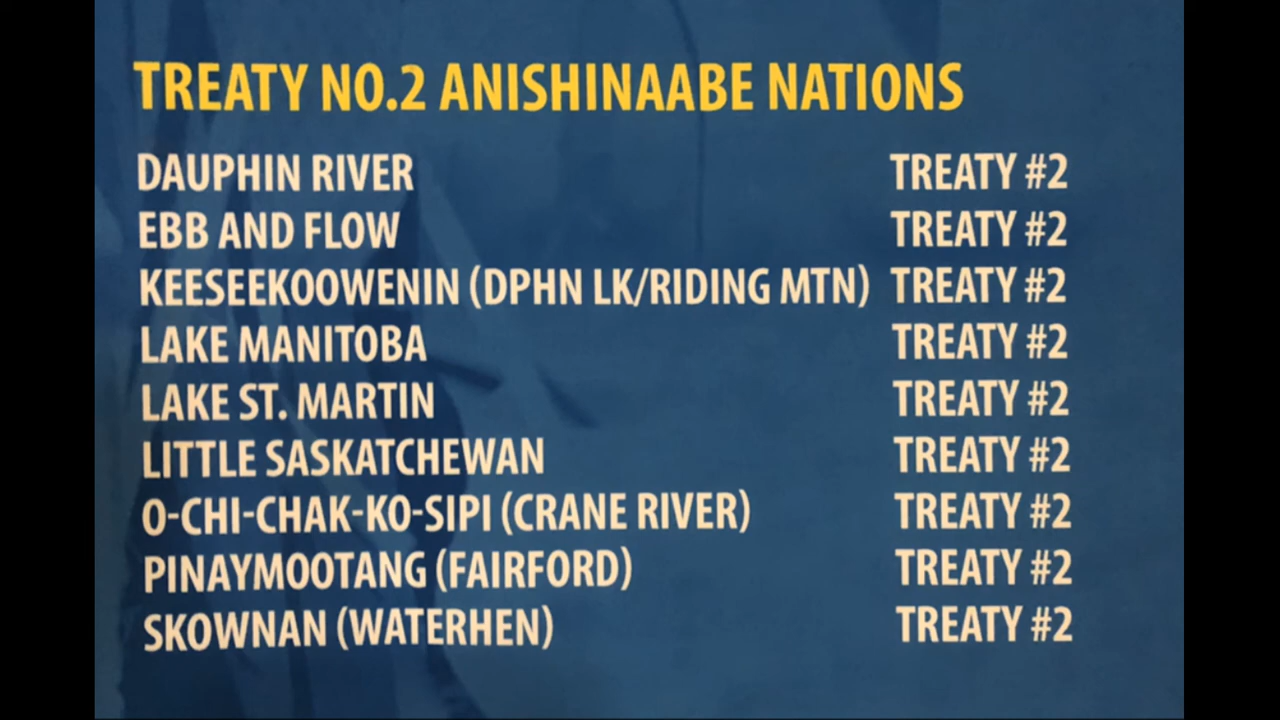 TREATY NO.2 ANISHINAABE NATIONS
DAUPHIN RIVER TREATY #2
EBB AND FLOW TREATY #2
KEESEEKOOWENIN (DPHN LK/RIDING MTN) TREATY #2
LAKE MANITOBA TREATY #2
LAKE ST. MARTIN TREATY #2
LITTLE SASKATCHEWAN TREATY #2
O-CHI-CHAK-KO-SIPI (CRANE RIVER) TREATY #2
PINAYMOOTANG (FAIRFORD) TREATY #2
SKOWNAN (WATERHEN) TREATY #2